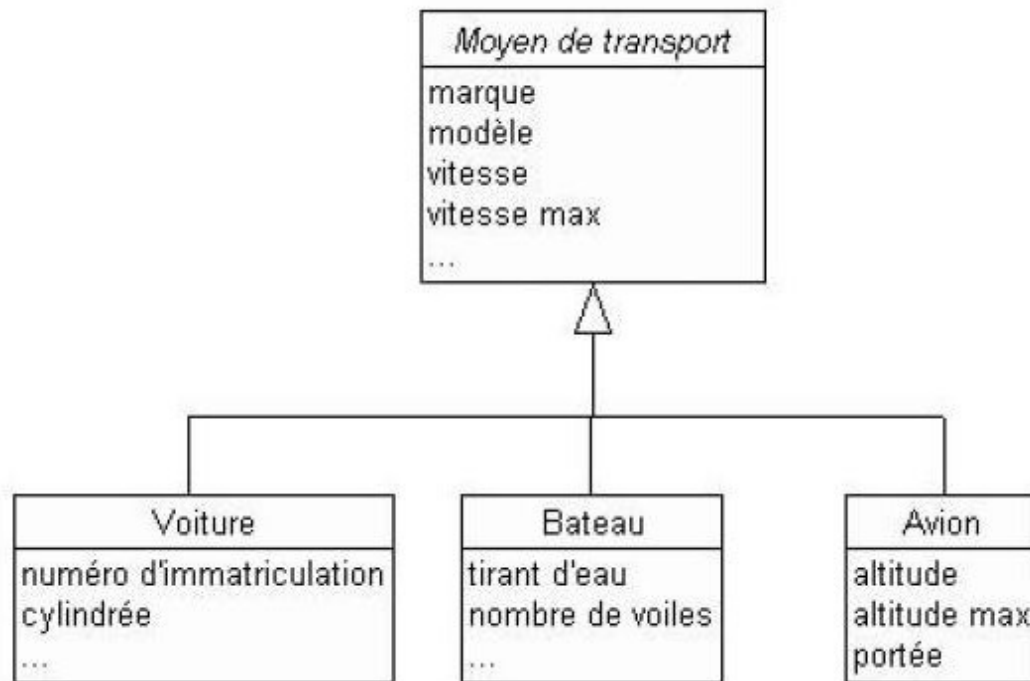 Moyen de transport
marque
modèle
vitesse
vitesse max
...
Voiture
numéro d'immatriculation
cylindrée
...
Bateau
tirant d'eau
nombre de voiles
...
Avion
altitude
altitude max
portée